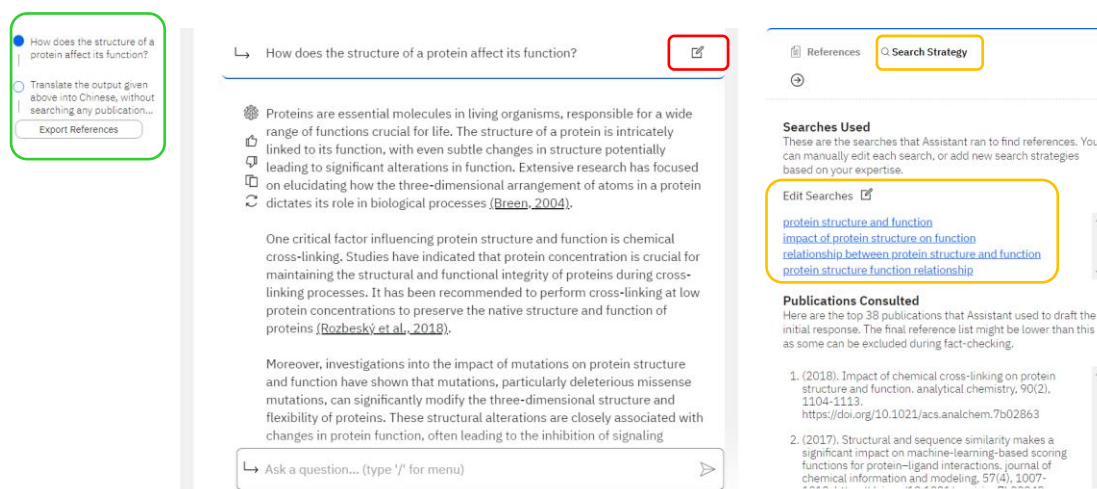 How does the structure of a
protein affect its function?
Translate the output given
above into Chinese, without
searching any publication...
Export References
How does the structure of a protein affect its function?
Proteins are essential molecules in living organisms, responsible for a wide
range of functions crucial for life. The structure of a protein is intricately
linked to its function, with even subtle changes in structure potentially
leading to significant alterations in function. Extensive research has focused
on elucidating how the three-dimensional arrangement of atoms in a protein
dictates its role in biological processes (Breen, 2004).
One critical factor influencing protein structure and function is chemical
cross-linking. Studies have indicated that protein concentration is crucial for
maintaining the structural and functional integrity of proteins during cross-
linking processes. It has been recommended to perform cross-linking at low
protein concentrations to preserve the native structure and function of
proteins (Rozbeský et al., 2018).
Moreover, investigations into the impact of mutations on protein structure
and function have shown that mutations, particularly deleterious missense
mutations, can significantly modify the three-dimensional structure and
flexibility of proteins. These structural alterations are closely associated with
changes in protein function, often leading to the inhibition of signaling
Ask a question... (type '/' for menu)
References
Search Strategy
Searches Used
These are the searches that Assistant ran to find references. You
can manually edit each search, or add new search strategies
based on your expertise.
Edit Searches
protein structure and function
impact of protein structure on function
relationship between protein structure and function
protein structure function relationship
Publications Consulted
Here are the top 38 publications that Assistant used to draft the
initial response. The final reference list might be lower than this
as some can be excluded during fact-checking.
1. (2018). Impact of chemical cross-linking on protein
structure and function. analytical chemistry, 90(2),
1104-1113.
https://doi.org/10.1021/acs.analchem.7b02863
2. (2017). Structural and sequence similarity makes a
significant impact on machine-learning-based scoring
functions for protein–ligand interactions. journal of
chemical information and modeling, 57(4), 1007-